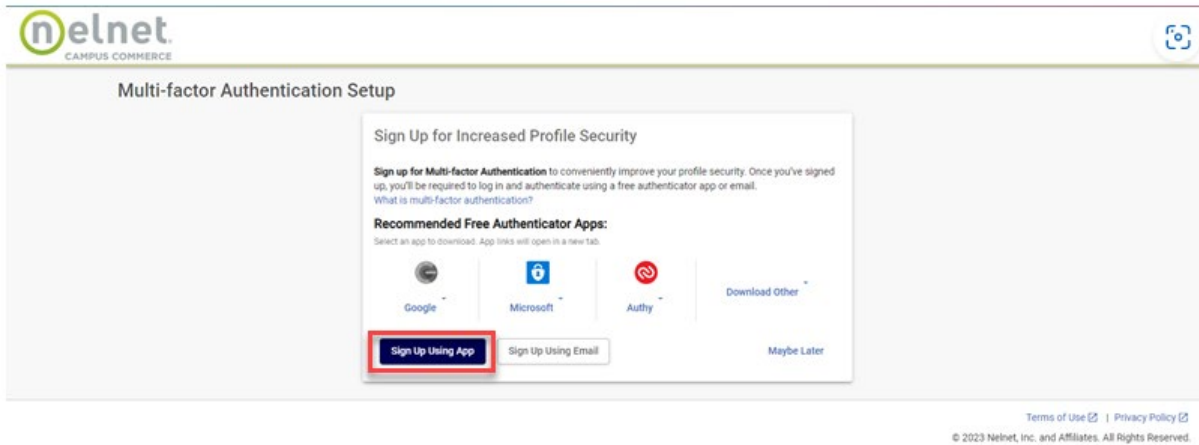 nelnet
CAMPUS COMMERCE
Multi-factor Authentication Setup
Sign Up for Increased Profile Security
Sign up for Multi-factor Authentication to conveniently improve your profile security. Once you've signed
up, you'll be required to log in and authenticate using a free authenticator app or email.
What is multi-factor authentication?
Recommended Free Authenticator Apps:
Select an app to download. App links will open in a new tab.
Google
Microsoft
Authy
Download Other
Sign Up Using App
Sign Up Using Email
Maybe Later
Terms of Use | Privacy Policy
© 2023 Nelnet, Inc. and Affiliates. All Rights Reserved.